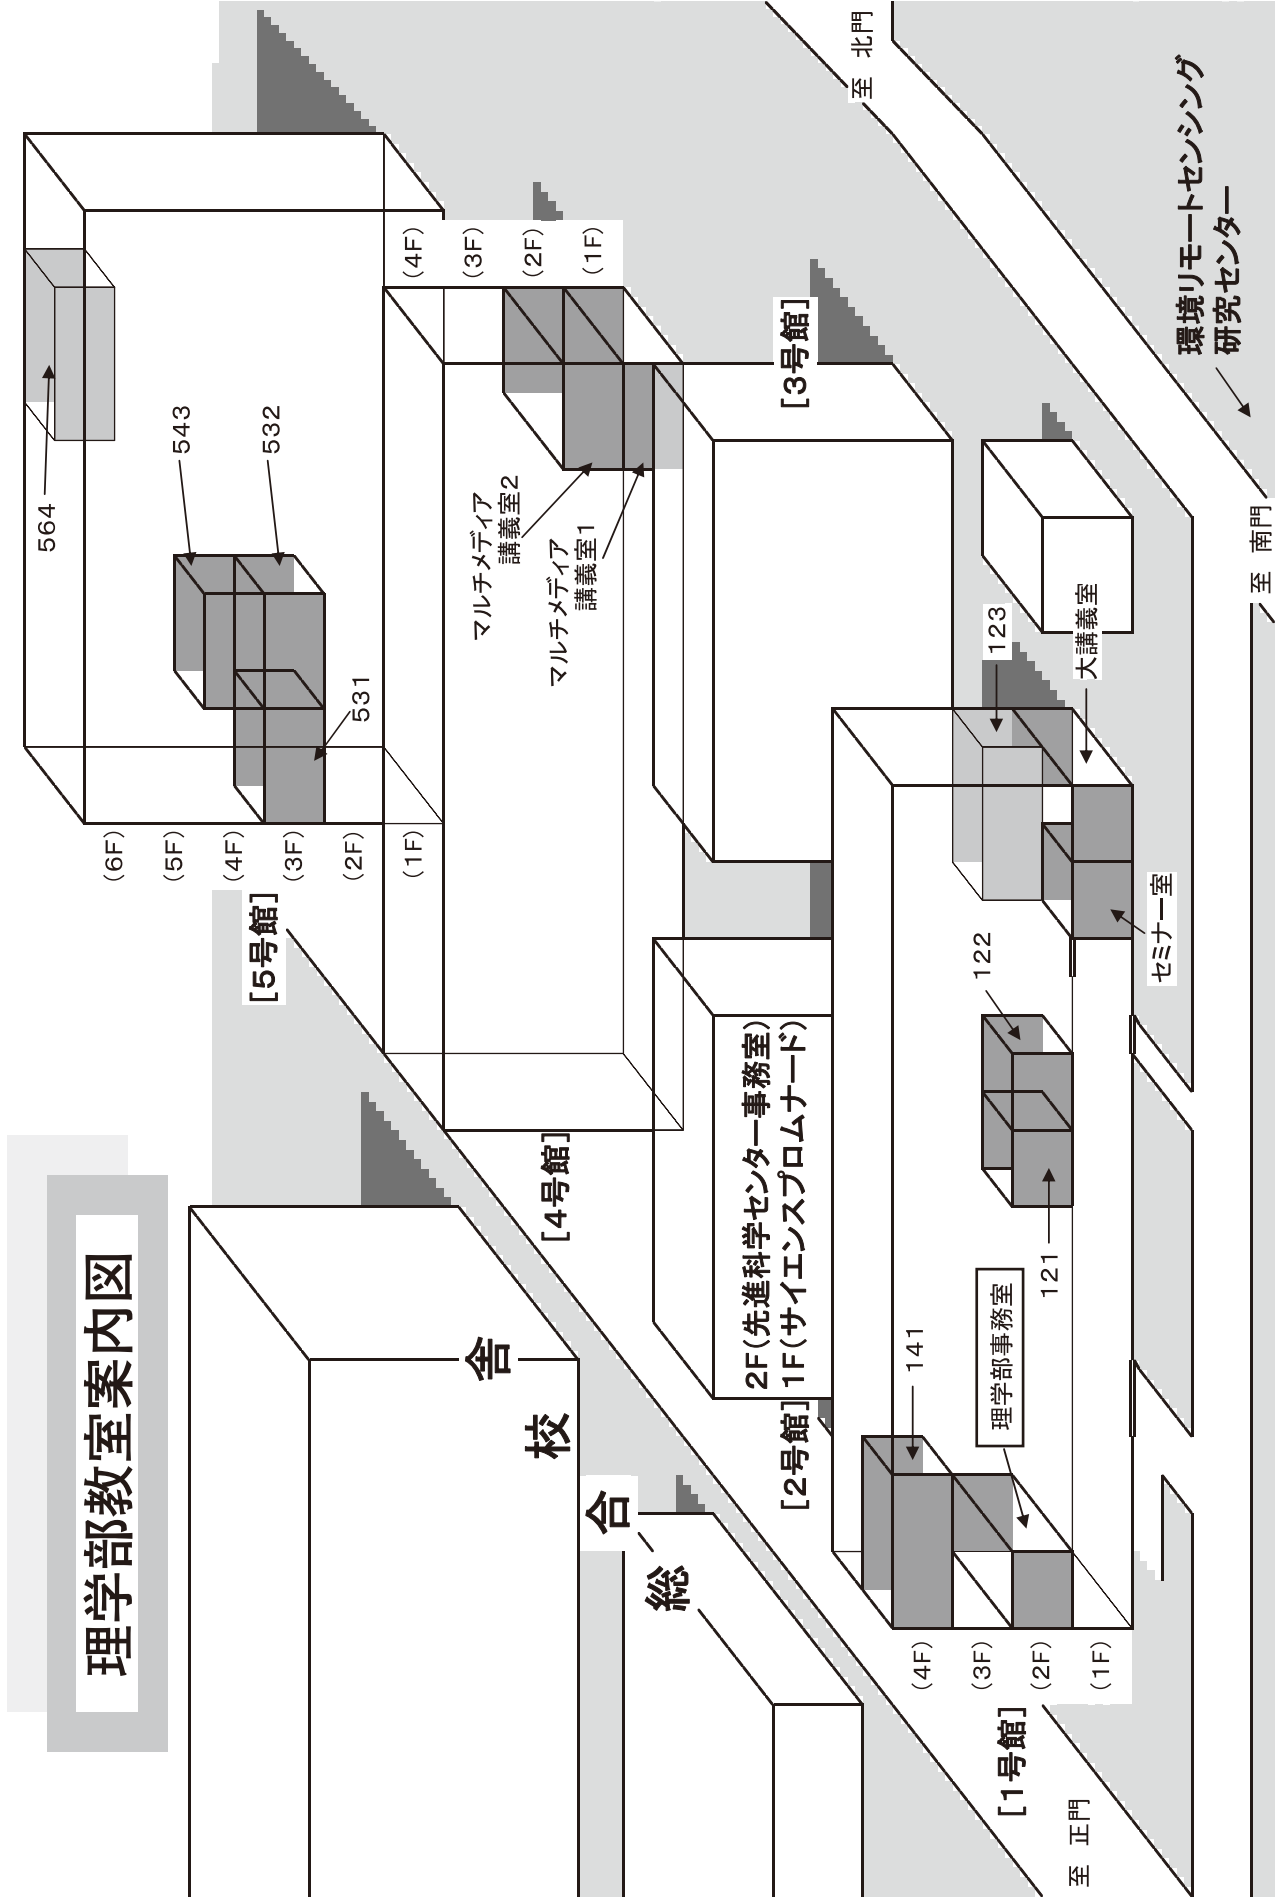 理学部教室案内図
総合校舎
[5号館]
(6F)
(5F)
(4F)
(3F)
(2F)
(1F)
564
543
532
531
[4号館]
(4F)
(3F)
(2F)
(1F)
マルチメディア
講義室2
マルチメディア
講義室1
[3号館]
[2号館]
2F(先進科学センター事務室)
1F(サイエンスプロムナード)
[1号館]
(4F)
(3F)
(2F)
(1F)
141
理学部事務室
121
122
123
大講義室
セミナー室
至 正門
至 北門
至 南門
環境リモートセンシング
研究センター